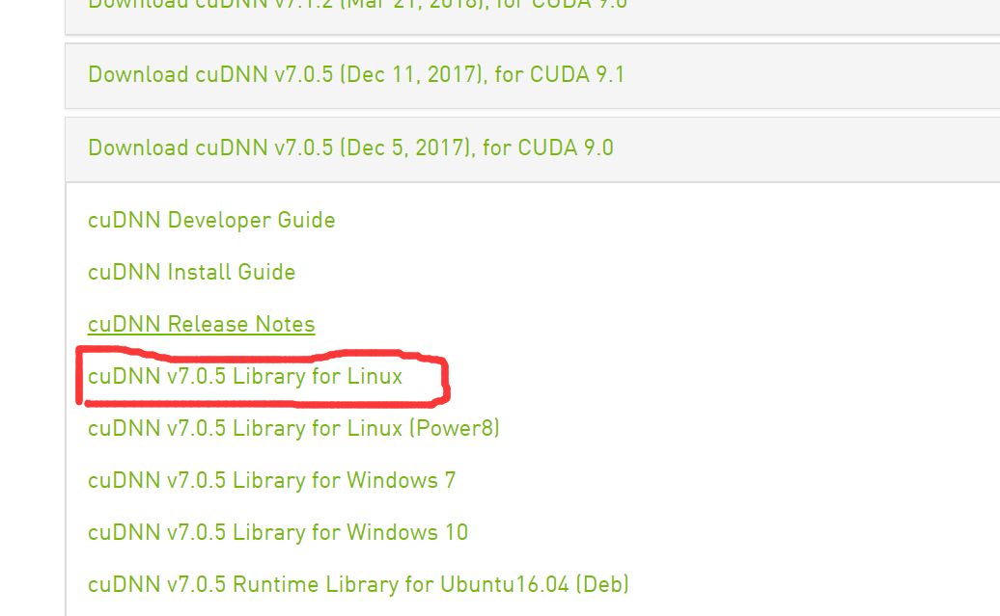 Download cuDNN v7.1.2 (Mar 21, 2018), for CUDA 9.0
Download cuDNN v7.0.5 (Dec 11, 2017), for CUDA 9.1
Download cuDNN v7.0.5 (Dec 5, 2017), for CUDA 9.0
cuDNN Developer Guide
cuDNN Install Guide
cuDNN Release Notes
cuDNN v7.0.5 Library for Linux
cuDNN v7.0.5 Library for Linux (Power8)
cuDNN v7.0.5 Library for Windows 7
cuDNN v7.0.5 Library for Windows 10
cuDNN v7.0.5 Runtime Library for Ubuntu16.04 (Deb)